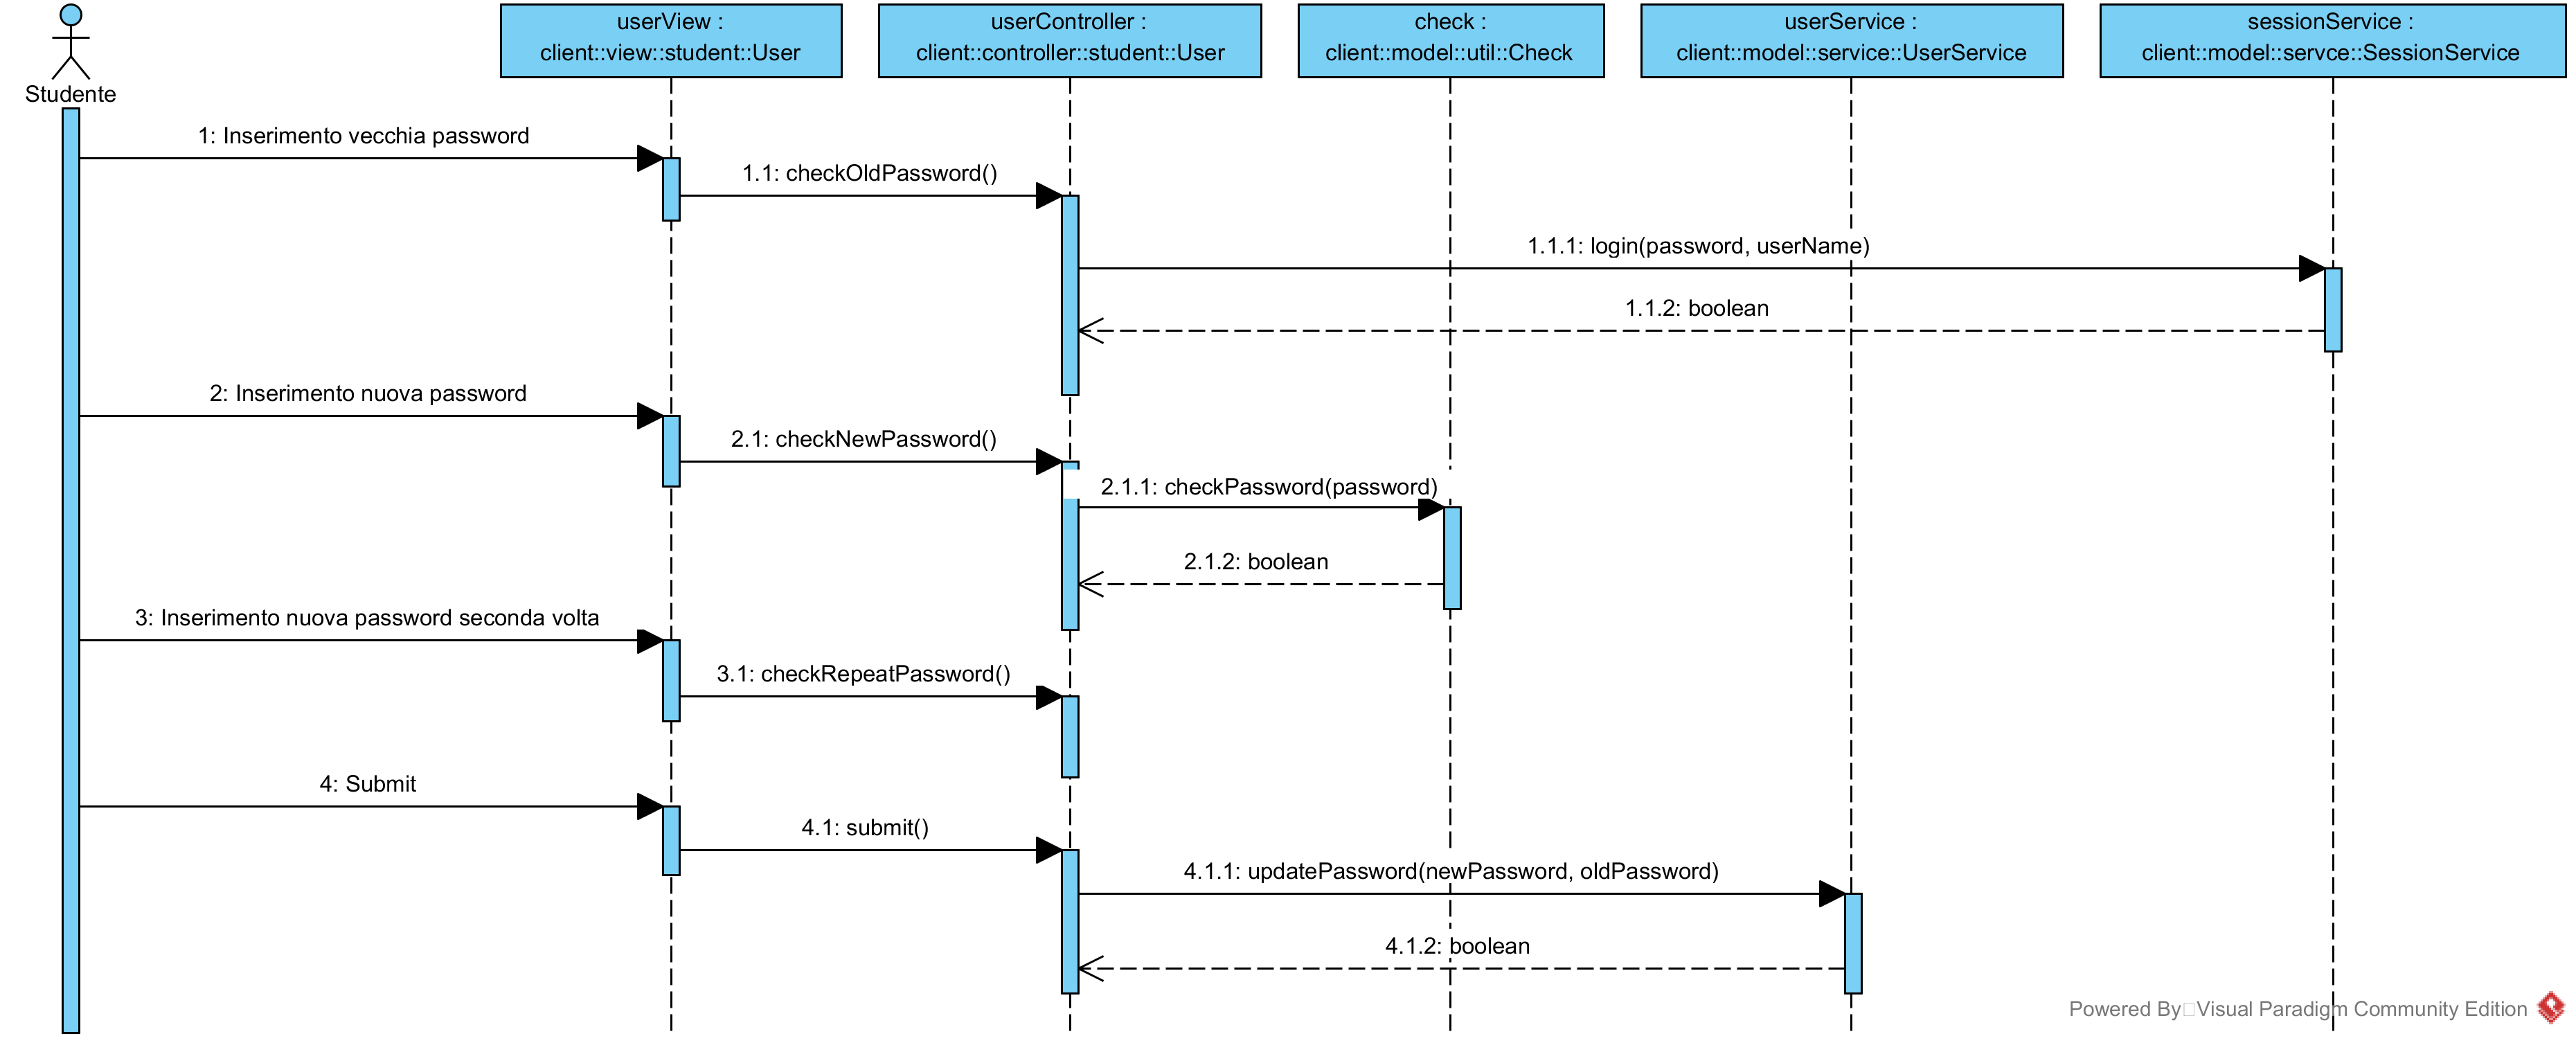 userView :
client::view::student::User
userController :
client::controller::student::User
check :
client::model::util::Check
userService :
client::model::service::UserService
sessionService :
client::model::servce::SessionService
Studente
1: Inserimento vecchia password
1.1: checkOldPassword()
1.1.1: login(password, userName)
1.1.2: boolean
2: Inserimento nuova password
2.1: checkNewPassword()
2.1.1: checkPassword(password)
2.1.2: boolean
3: Inserimento nuova password seconda volta
3.1: checkRepeatPassword()
4: Submit
4.1: submit()
4.1.1: updatePassword(newPassword, oldPassword)
4.1.2: boolean
Powered By Visual Paradigm Community Edition